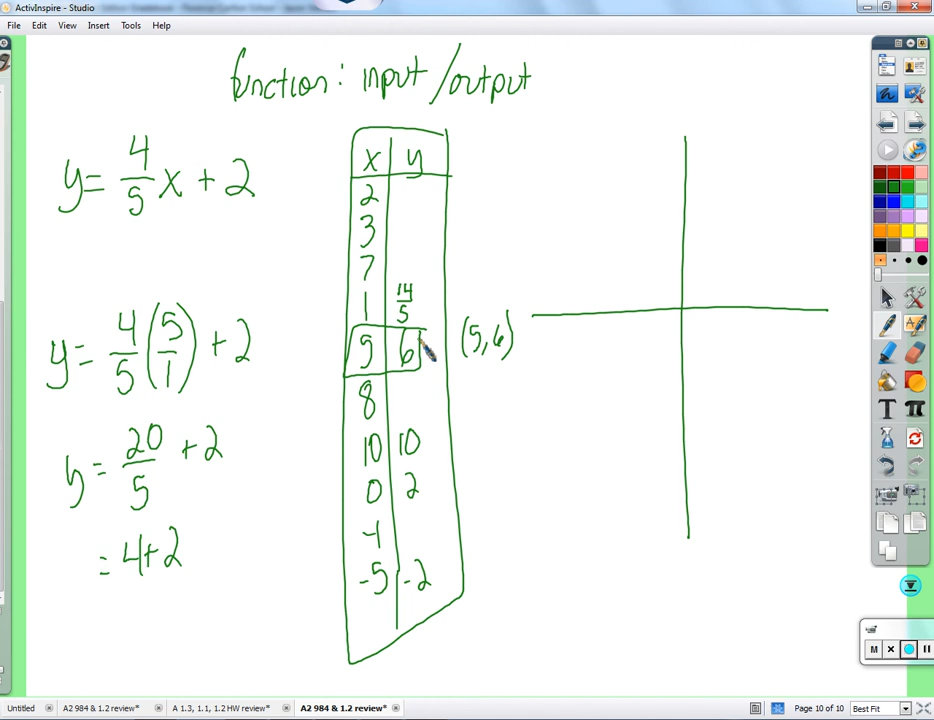 ActivInspire - Studio
File Edit View Insert Tools Help
function: input/output
y= 4/5 x + 2
y= 4/5 (5/1) + 2
y= 20/5 + 2
= 4+2
x y
2
3
7
1 14/5
5 6 (5,6)
8
10 10
0 2
-1
-5 -2
T π
M x
Untitled A2 984 & 1.2 review* A 1.3, 1.1, 1.2 HW review* A2 984 & 1.2 review* Page 10 of 10 Best Fit